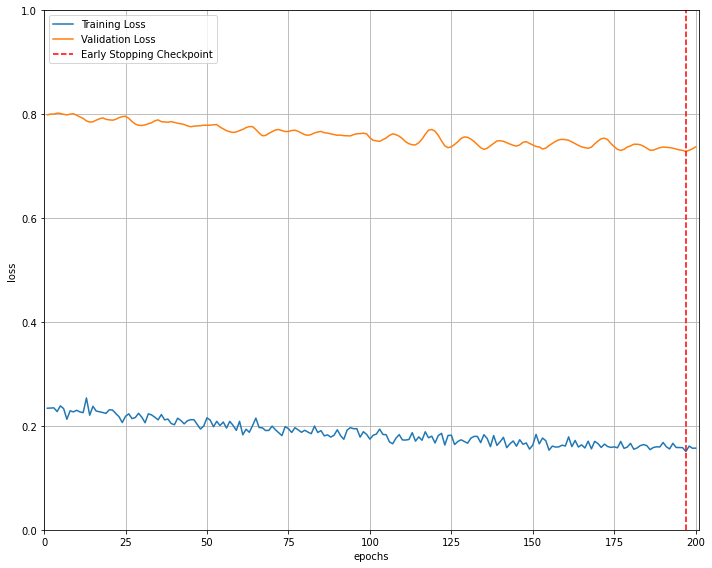 Training Loss
Validation Loss
Early Stopping Checkpoint
1.0
0.8
0.6
0.4
0.2
0.0
loss
0 25 50 75 100 125 150 175 200
epochs